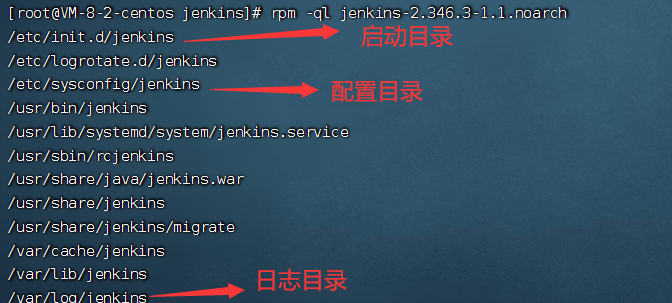 [root@VM-8-2-centos jenkins]# rpm -ql jenkins-2.346.3-1.1.noarch
/etc/init.d/jenkins 启动目录
/etc/logrotate.d/jenkins
/etc/sysconfig/jenkins 配置目录
/usr/bin/jenkins
/usr/lib/systemd/system/jenkins.service
/usr/sbin/rcjenkins
/usr/share/java/jenkins.war
/usr/share/jenkins
/usr/share/jenkins/migrate
/var/cache/jenkins
/var/lib/jenkins
/var/log/jenkins 日志目录